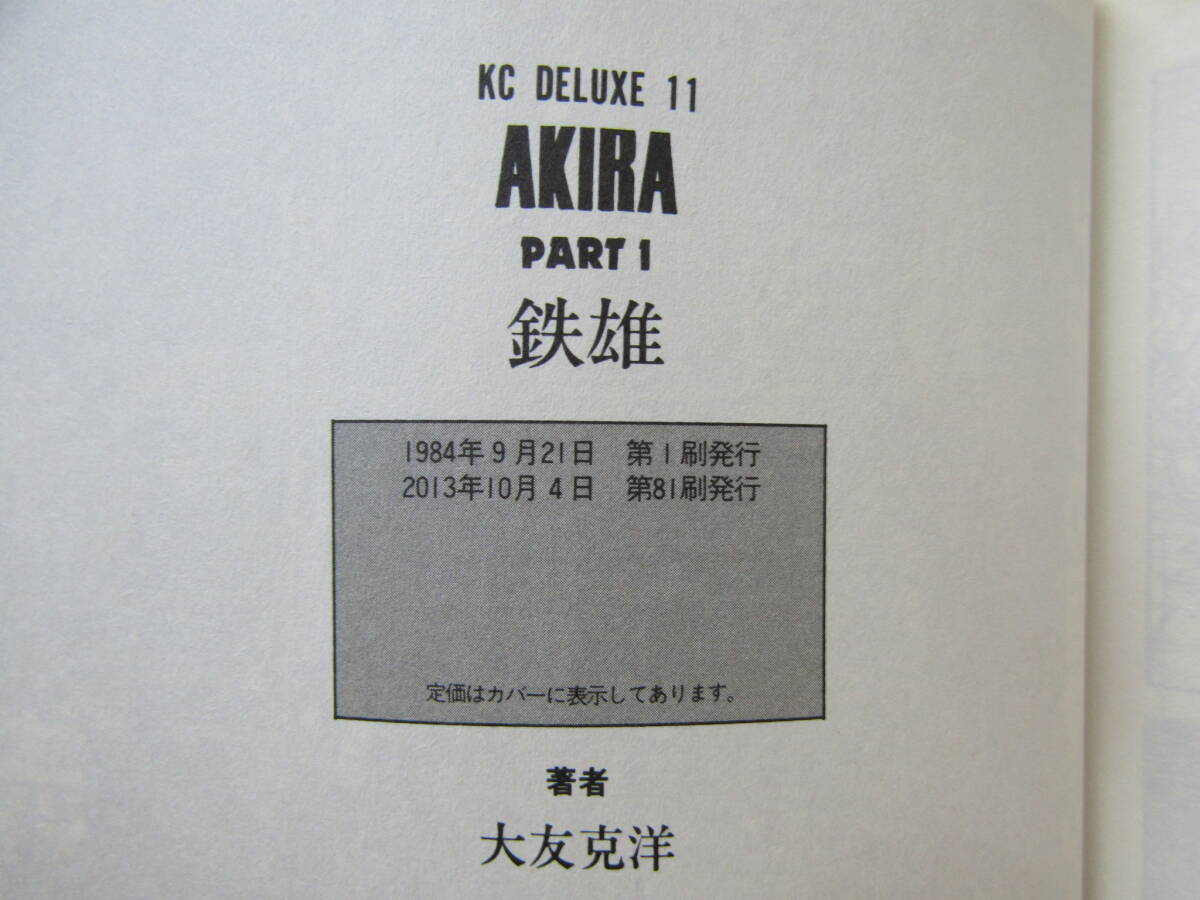 KC DELUXE 11
AKIRA
PART 1
鉄雄
1984年9月21日 第1刷発行
2013年10月4日 第81刷発行
定価はカバーに表示してあります。
著者
大友克洋